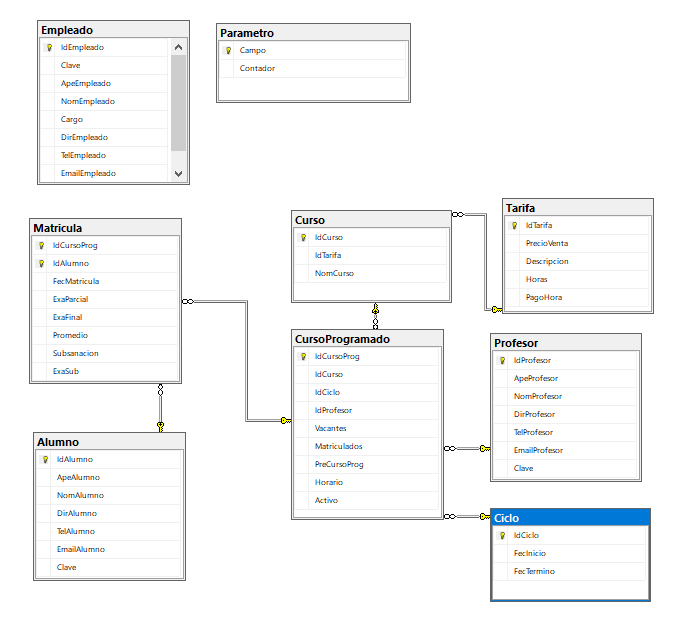 Empleado
IdEmpleado
Clave
ApeEmpleado
NomEmpleado
Cargo
DirEmpleado
TelEmpleado
EmailEmpleado
Parametro
Campo
Contador
Matricula
IdCursoProg
IdAlumno
FecMatricula
ExaParcial
ExaFinal
Promedio
Subsanacion
ExaSub
Curso
IdCurso
IdTarifa
NomCurso
Tarifa
IdTarifa
PrecioVenta
Descripcion
Horas
PagoHora
CursoProgramado
IdCursoProg
IdCurso
IdCiclo
IdProfesor
Vacantes
Matriculados
PreCursoProg
Horario
Activo
Profesor
IdProfesor
ApeProfesor
NomProfesor
DirProfesor
TelProfesor
EmailProfesor
Clave
Alumno
IdAlumno
ApeAlumno
NomAlumno
DirAlumno
TelAlumno
EmailAlumno
Clave
Ciclo
IdCiclo
FecInicio
FecTermino